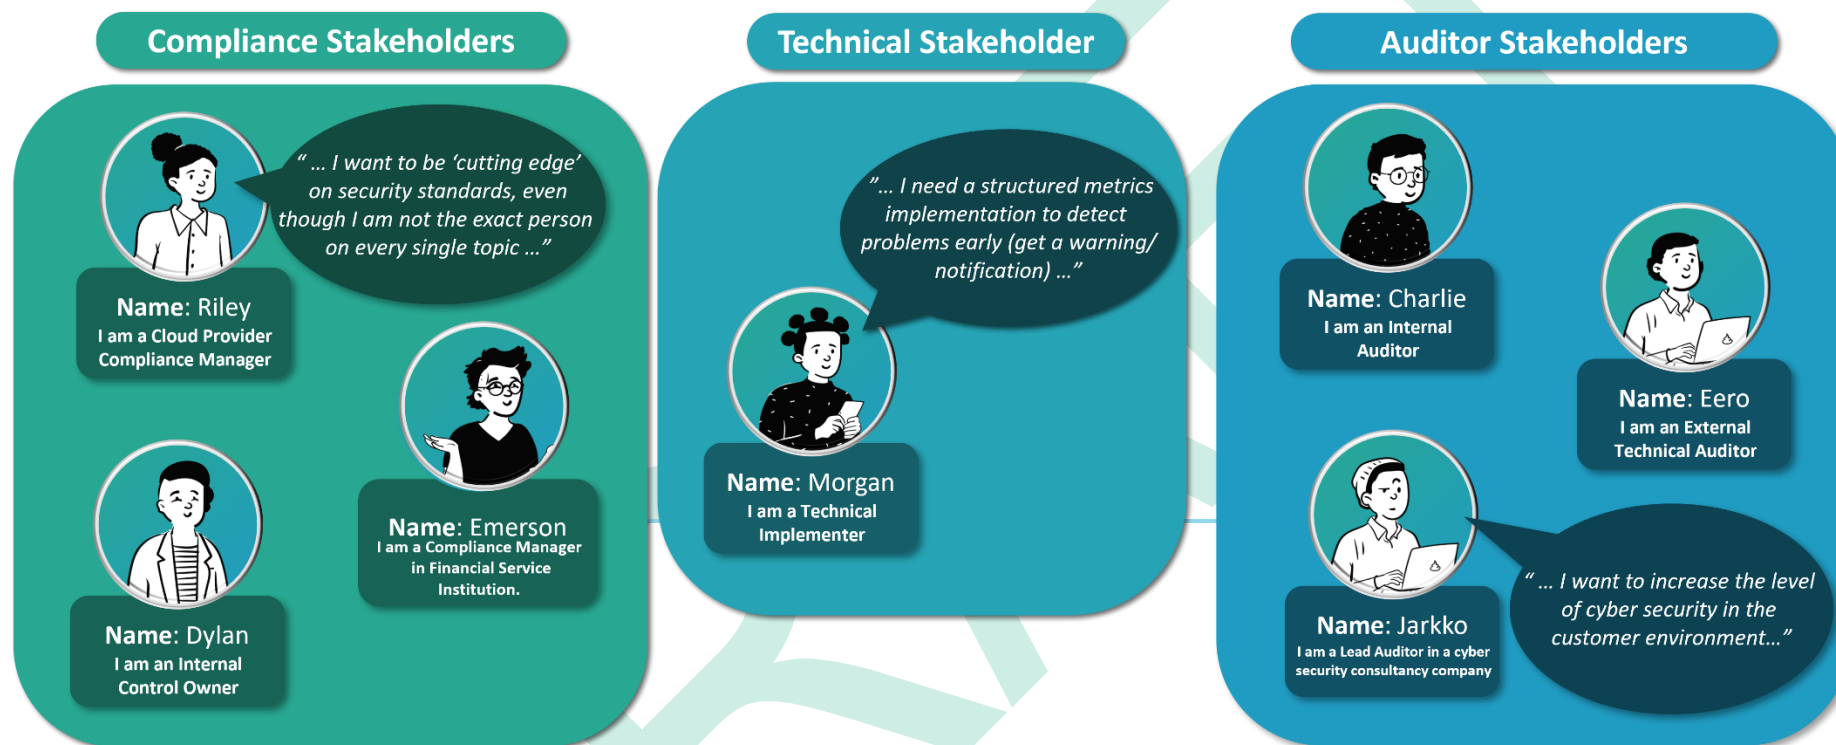 Compliance Stakeholders
“ … I want to be ‘cutting edge’
on security standards, even
though I am not the exact person
on every single topic …”
Name: Riley
I am a Cloud Provider
Compliance Manager
Name: Emerson
I am a Compliance Manager
in Financial Service
Institution.
Name: Dylan
I am an Internal
Control Owner
Technical Stakeholder
”… I need a structured metrics
implementation to detect
problems early (get a warning/
notification) …”
Name: Morgan
I am a Technical
Implementer
Auditor Stakeholders
Name: Charlie
I am an Internal
Auditor
Name: Eero
I am an External
Technical Auditor
Name: Jarkko
I am a Lead Auditor in a cyber
security consultancy company
“ … I want to increase the level
of cyber security in the
customer environment…”